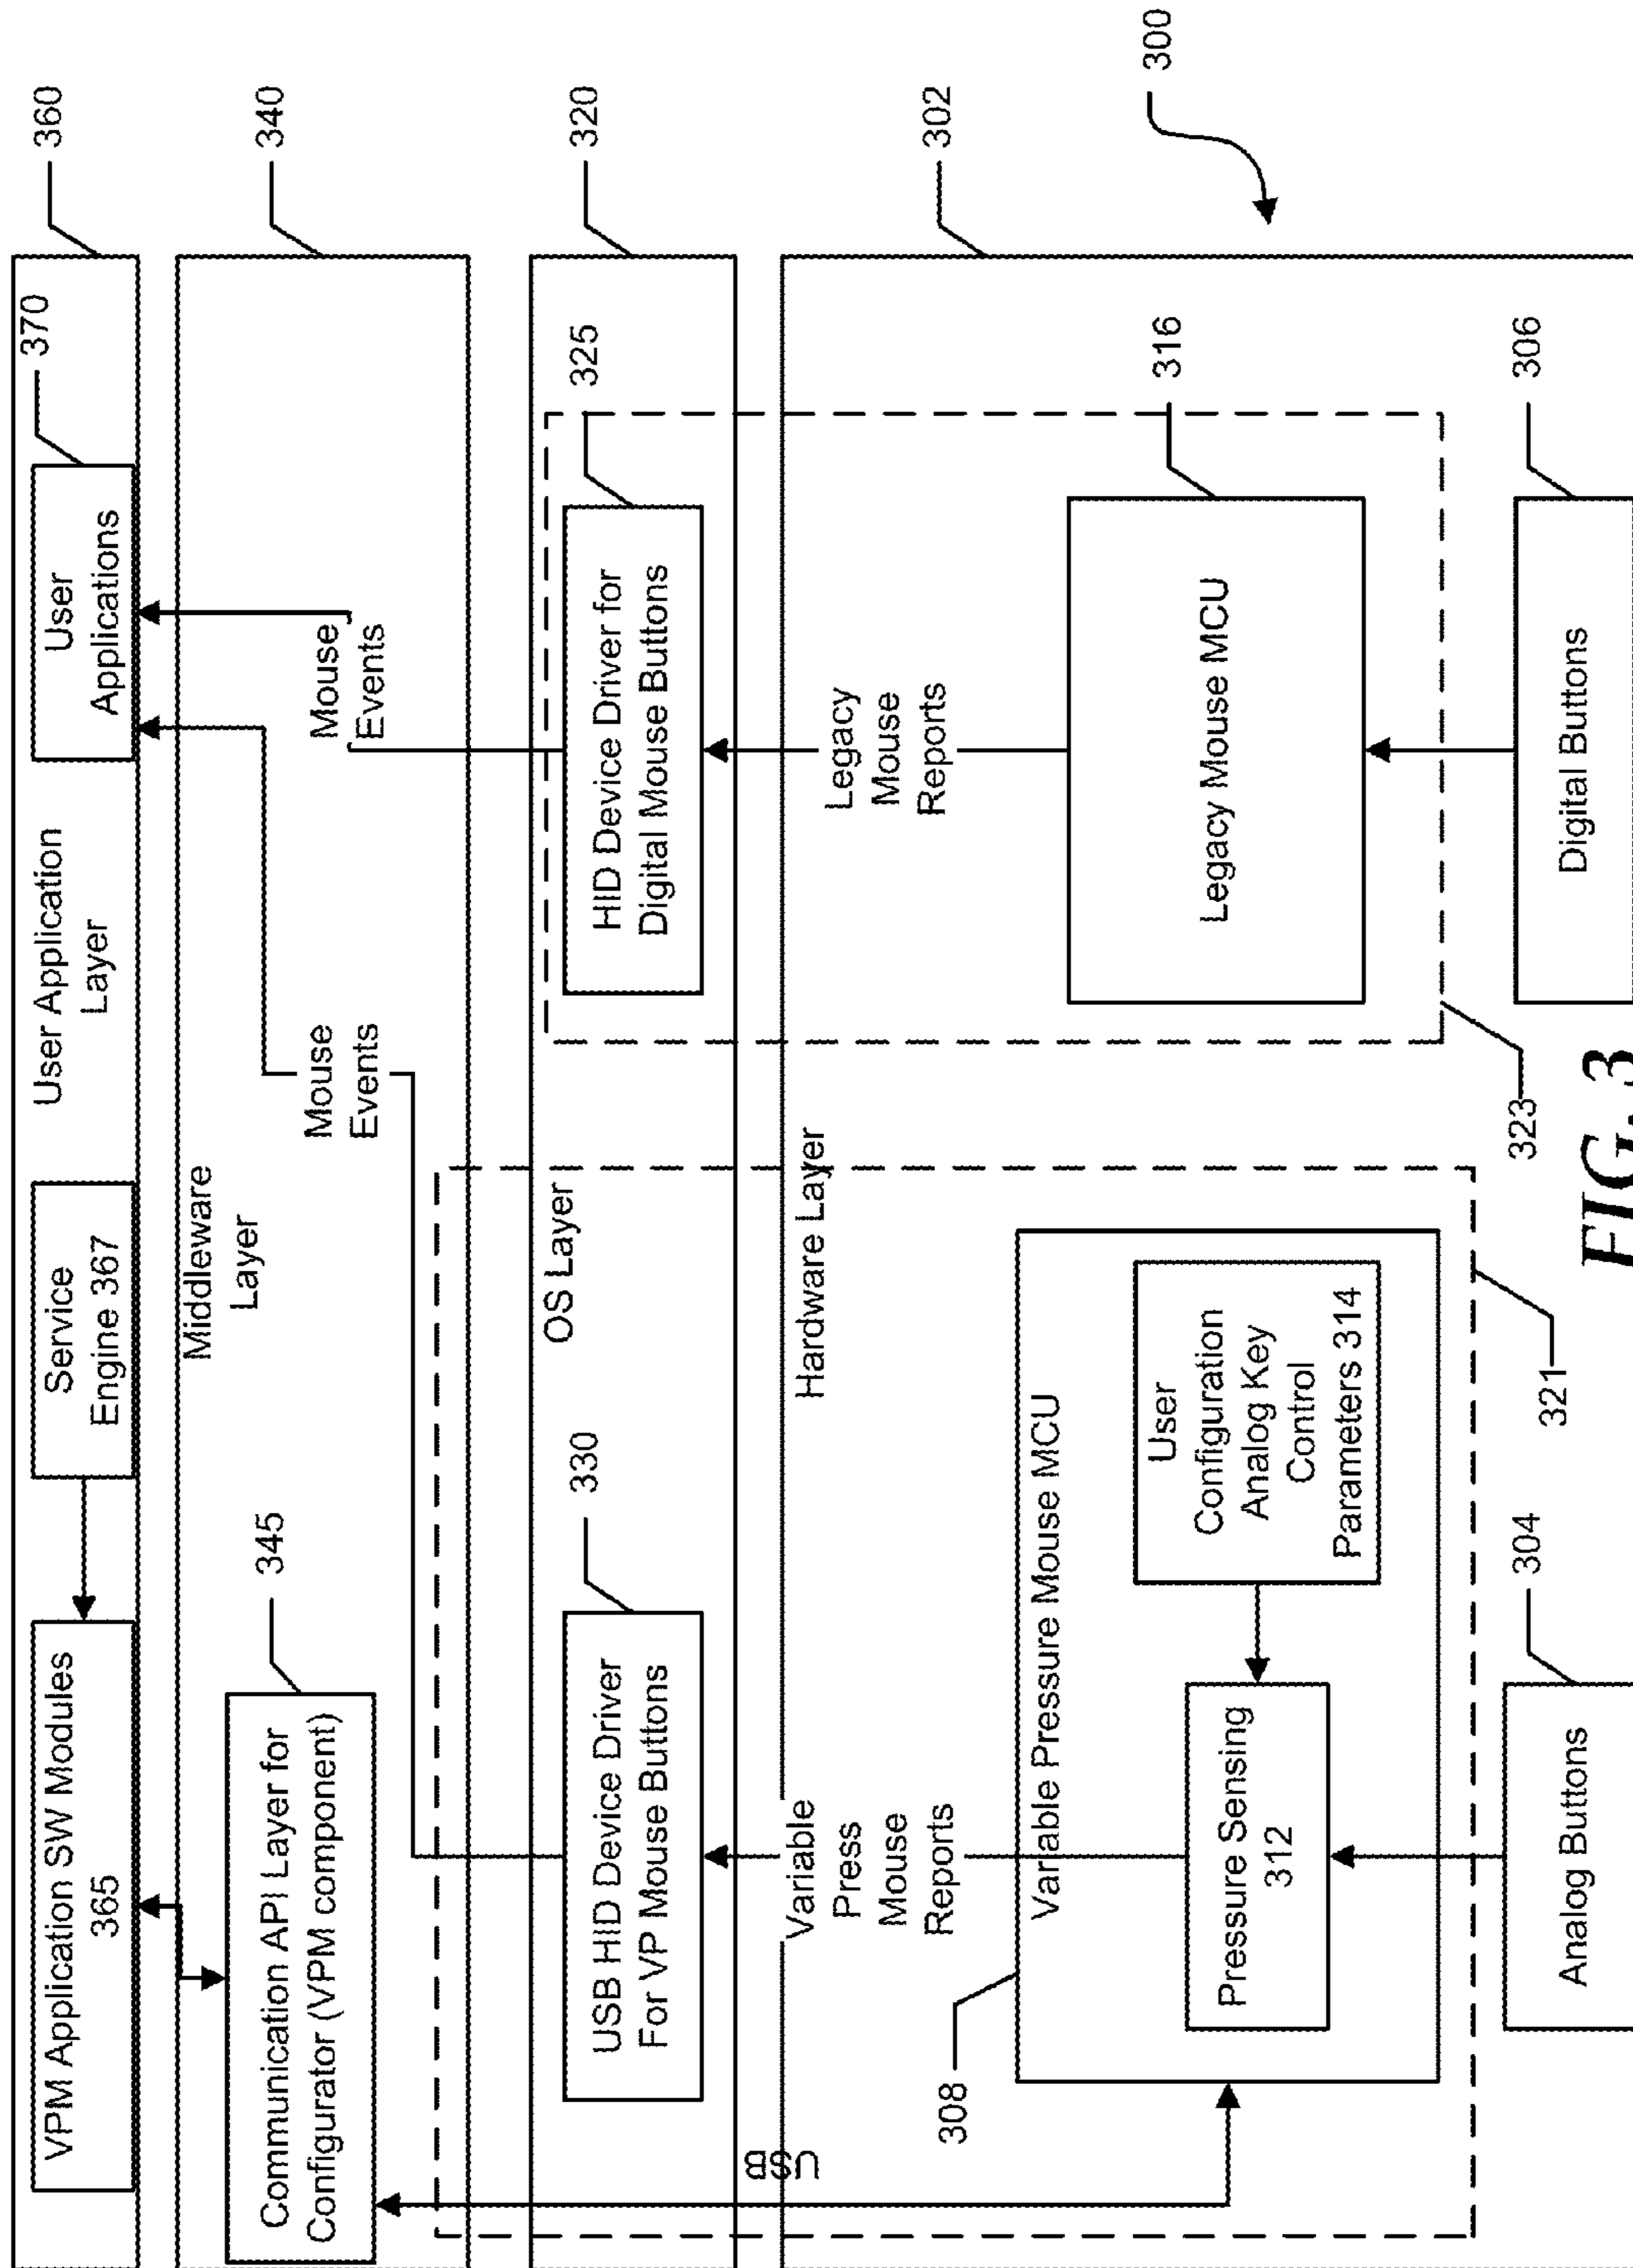 VPM Application SW Modules
365
Service
Engine 367
User Application
Layer
User
Applications
370
360
Middleware
Layer
340
Communication API Layer for
Configurator (VPM component)
345
Mouse
Events
Mouse
Events
OS Layer
320
USB HID Device Driver
For VP Mouse Buttons
330
HID Device Driver for
Digital Mouse Buttons
325
USB
Hardware Layer
302
Variable
Press
Mouse
Reports
Legacy
Mouse
Reports
308
Variable Pressure Mouse MCU
Pressure Sensing
312
User
Configuration
Analog Key
Control
Parameters 314
Legacy Mouse MCU
316
300
321
323
Analog Buttons
304
Digital Buttons
306
FIG. 3